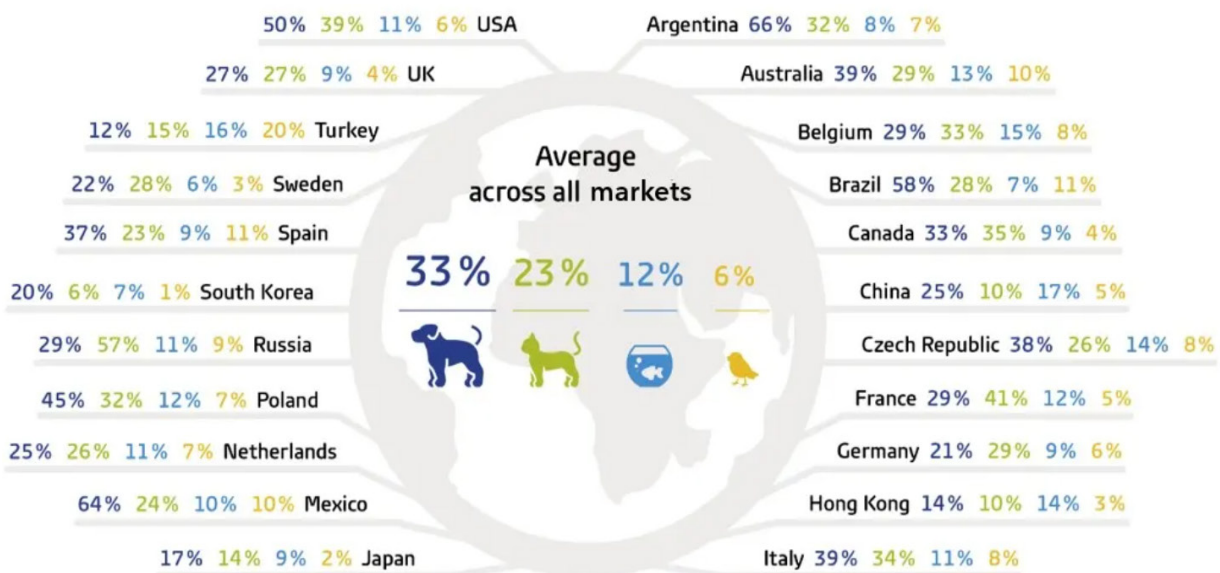 50% 39% 11% 6% USA
27% 27% 9% 4% UK
12% 15% 16% 20% Turkey
22% 28% 6% 3% Sweden
37% 23% 9% 11% Spain
20% 6% 7% 1% South Korea
29% 57% 11% 9% Russia
45% 32% 12% 7% Poland
25% 26% 11% 7% Netherlands
64% 24% 10% 10% Mexico
17% 14% 9% 2% Japan
Average
across all markets
33% 23% 12% 6%
Argentina 66% 32% 8% 7%
Australia 39% 29% 13% 10%
Belgium 29% 33% 15% 8%
Brazil 58% 28% 7% 11%
Canada 33% 35% 9% 4%
China 25% 10% 17% 5%
Czech Republic 38% 26% 14% 8%
France 29% 41% 12% 5%
Germany 21% 29% 9% 6%
Hong Kong 14% 10% 14% 3%
Italy 39% 34% 11% 8%